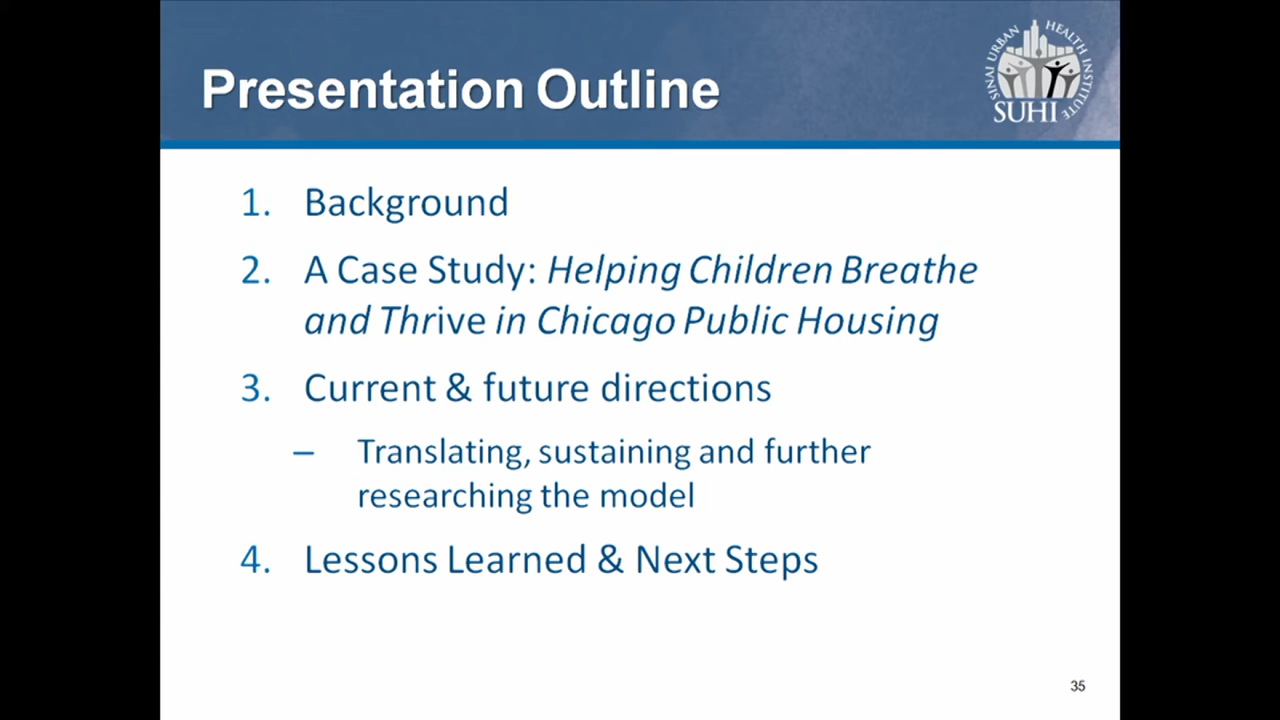 Presentation Outline
SINAI URBAN HEALTH INSTITUTE
SUHI
1. Background
2. A Case Study: Helping Children Breathe
and Thrive in Chicago Public Housing
3. Current & future directions
– Translating, sustaining and further
researching the model
4. Lessons Learned & Next Steps
35